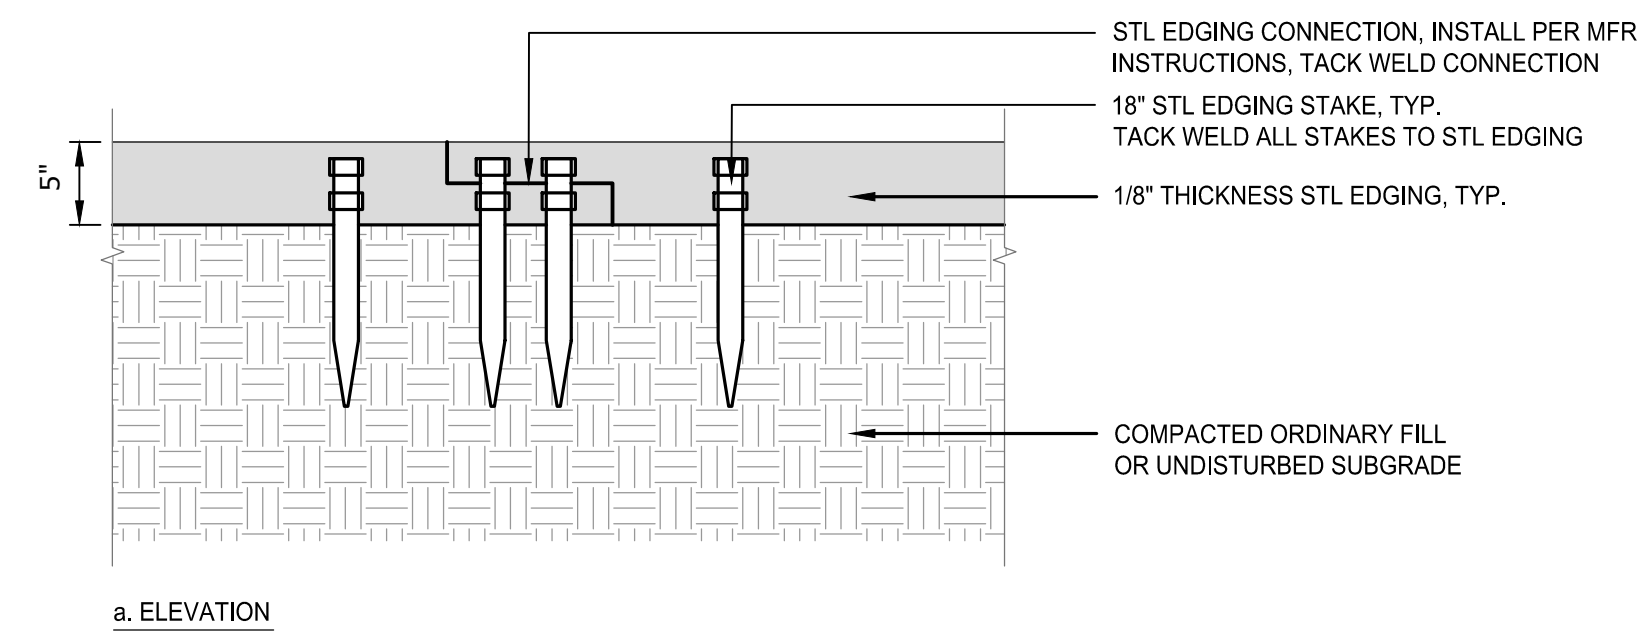 STL EDGING CONNECTION, INSTALL PER MFR
INSTRUCTIONS, TACK WELD CONNECTION
18" STL EDGING STAKE, TYP.
TACK WELD ALL STAKES TO STL EDGING
5"
1/8" THICKNESS STL EDGING, TYP.
COMPACTED ORDINARY FILL
OR UNDISTURBED SUBGRADE
a. ELEVATION